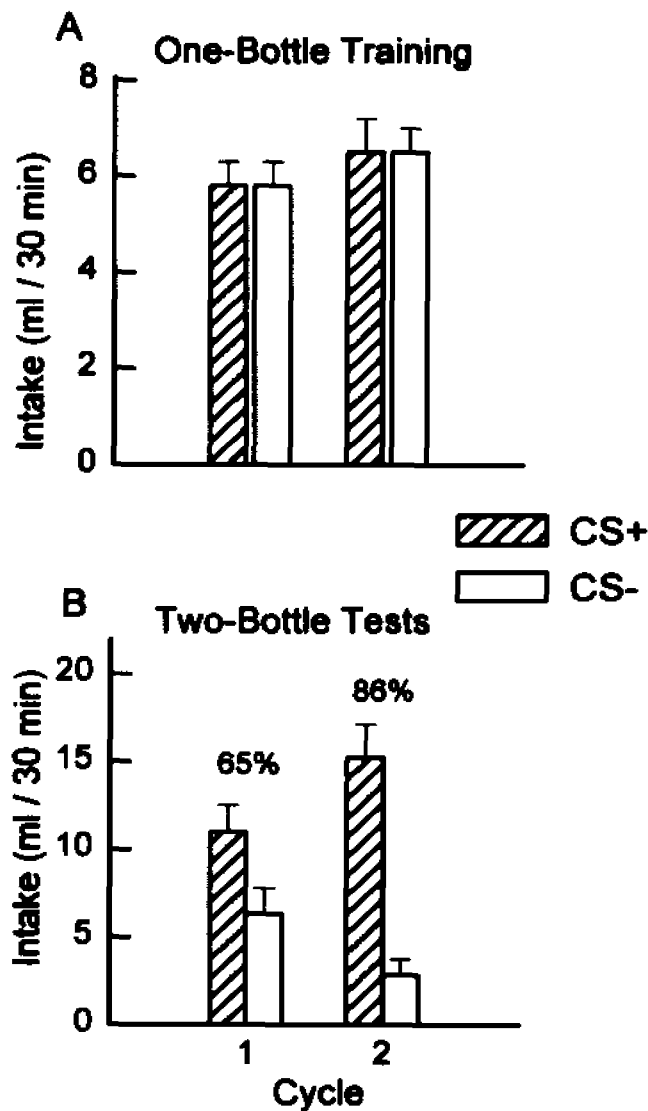 A
One-Bottle Training
Intake (ml / 30 min)
8
6
4
2
0
CS+
CS-
B
Two-Bottle Tests
Intake (ml / 30 min)
20
15
10
5
0
65%
86%
1 2
Cycle